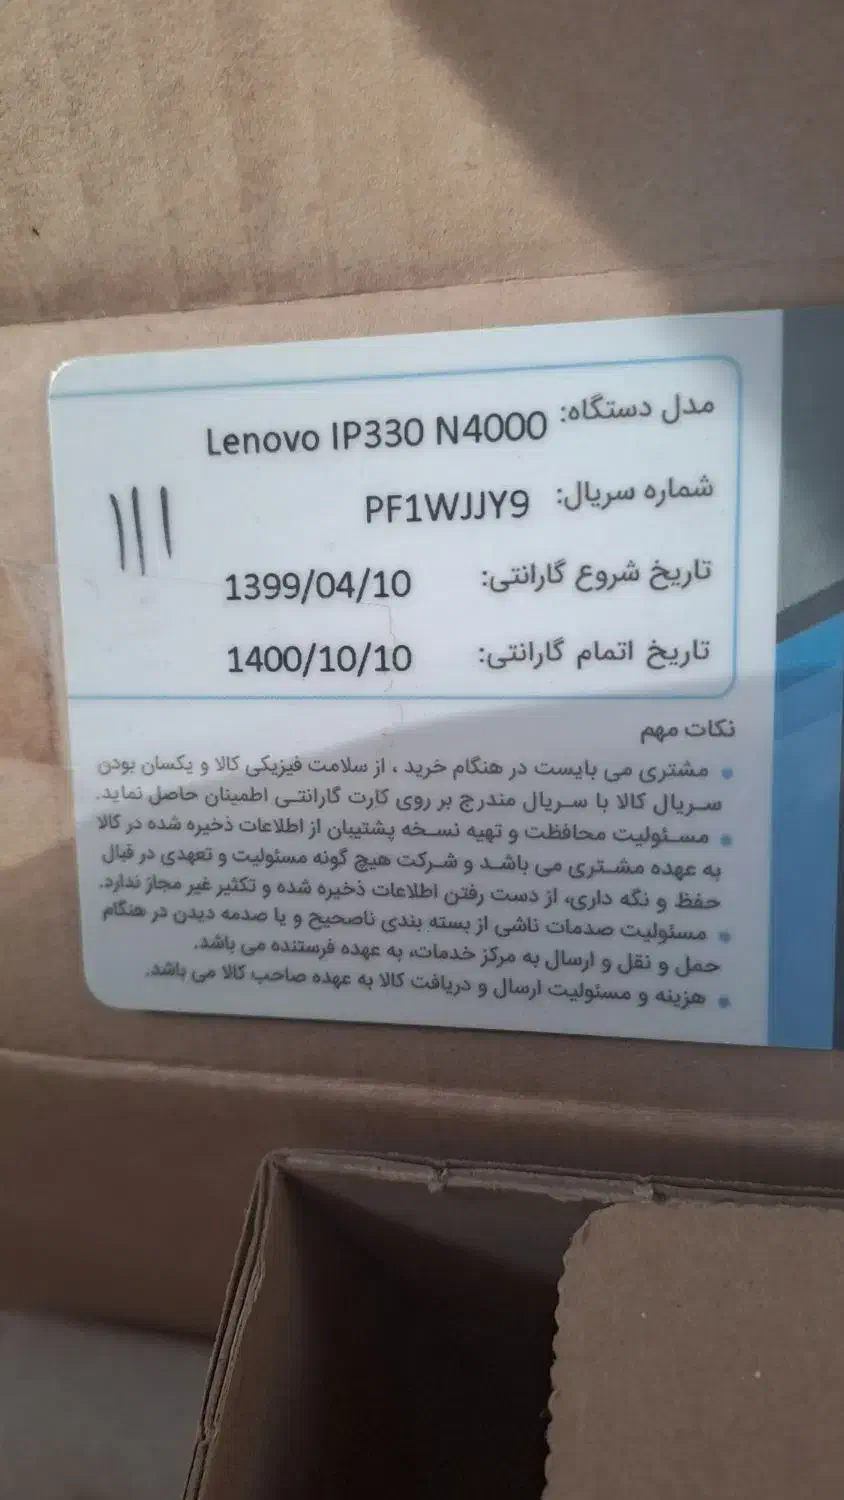 مدل دستگاه: Lenovo IP330 N4000
شماره سریال: PF1WJJY9
تاریخ شروع گارانتی: 1399/04/10
تاریخ اتمام گارانتی: 1400/10/10
نکات مهم
• مشتری می بایست در هنگام خرید ، از سلامت فیزیکی کالا و یکسان بودن
سریال کالا با سریال مندرج بر روی کارت گارانتی اطمینان حاصل نماید.
• مسئولیت محافظت و تهیه نسخه پشتیبان از اطلاعات ذخیره شده در کالا
به عهده مشتری می باشد و شرکت هیچ گونه مسئولیت و تعهدی در قبال
حفظ و نگه داری، از دست رفتن اطلاعات ذخیره شده و تکثیر غیر مجاز ندارد.
• مسئولیت صدمات ناشی از بسته بندی ناصحیح و یا صدمه دیدن در هنگام
حمل و نقل و ارسال به مرکز خدمات، به عهده فرستنده می باشد.
• هزینه و مسئولیت ارسال و دریافت کالا به عهده صاحب کالا می باشد.